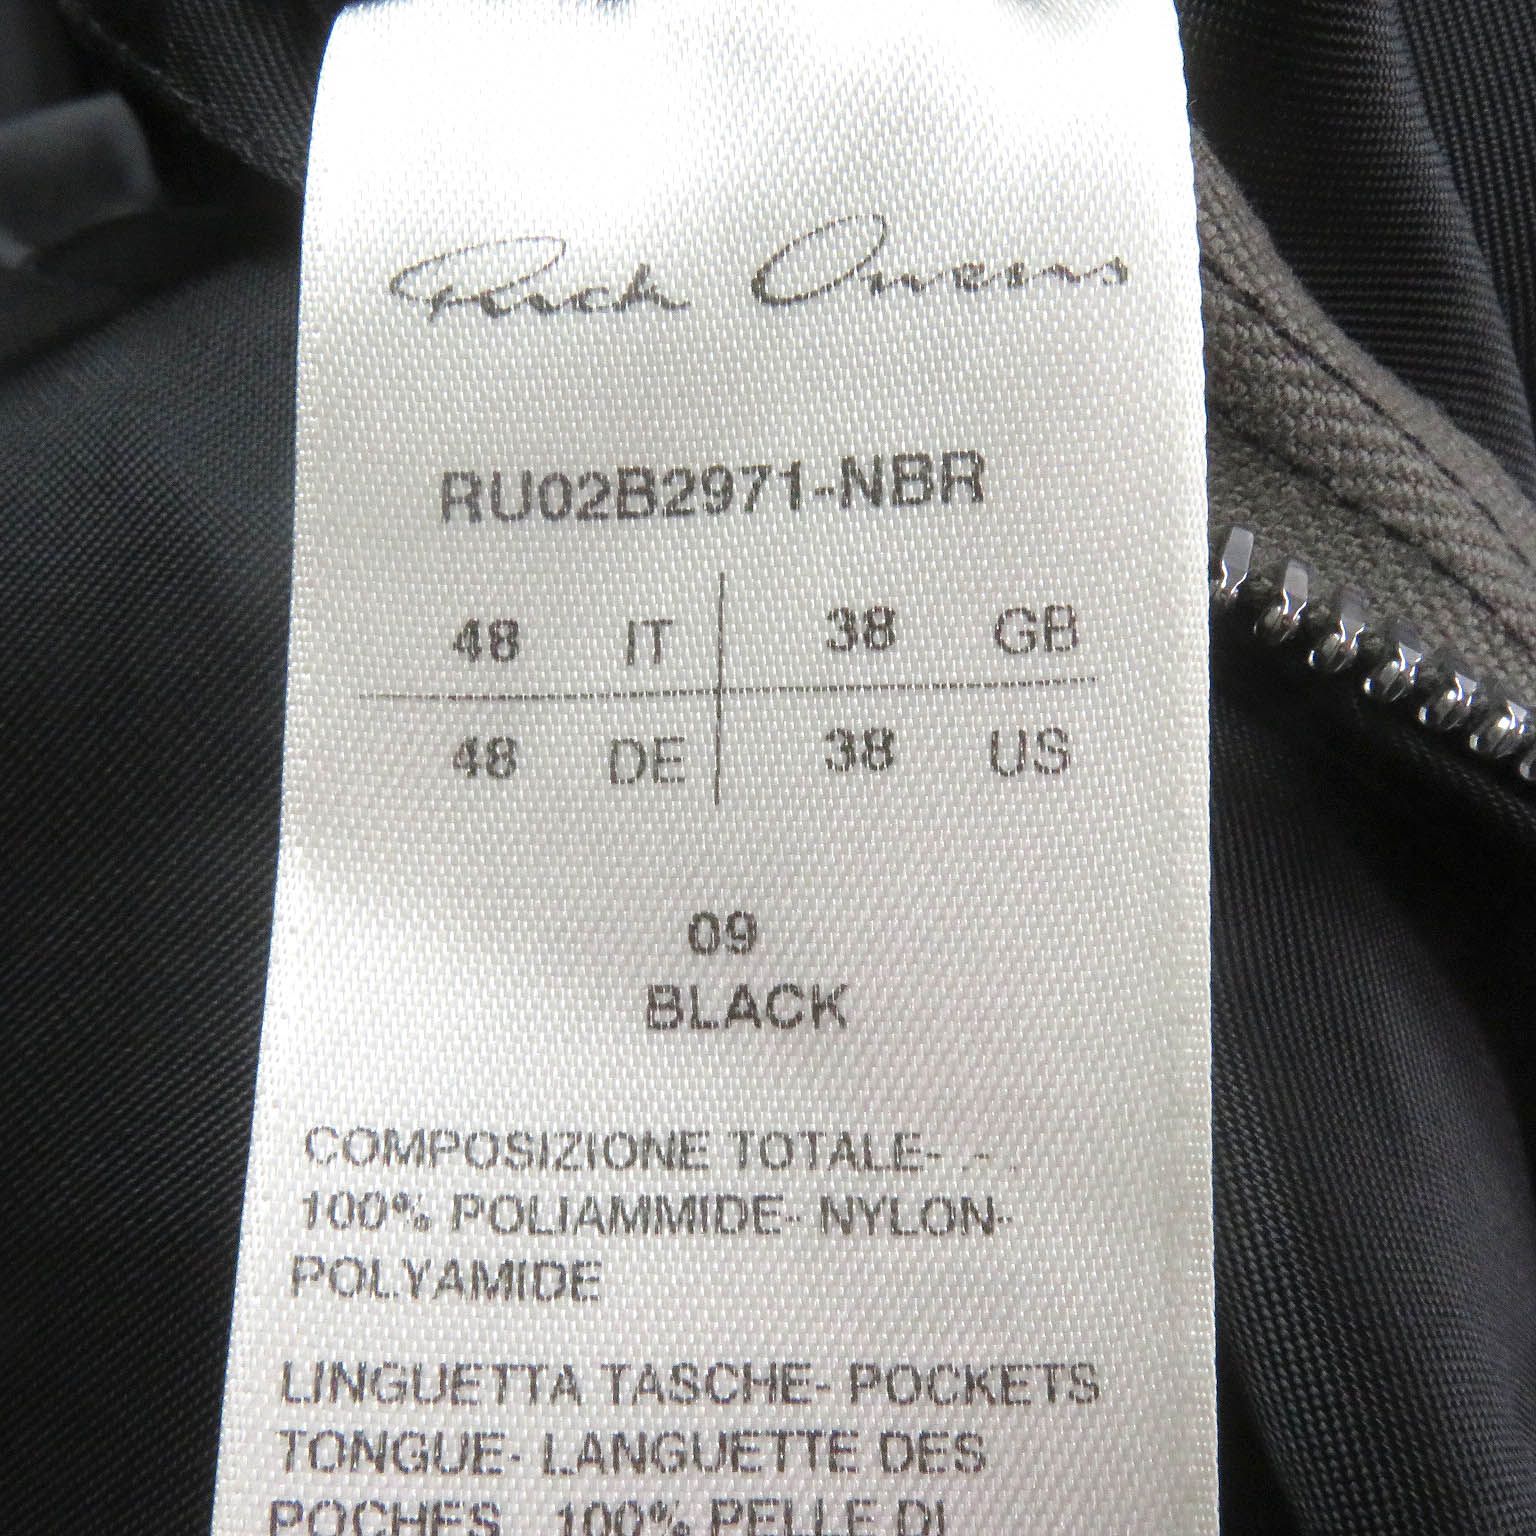 Rick Owens
RU02B2971-NBR
48 IT 38 GB
48 DE 38 US
09
BLACK
COMPOSIZIONE TOTALE- - .
100% POLIAMMIDE- NYLON-
POLYAMIDE
LINGUETTA TASCHE- POCKETS
TONGUE- LANGUETTE DES
POCHES 100% PELLE DI